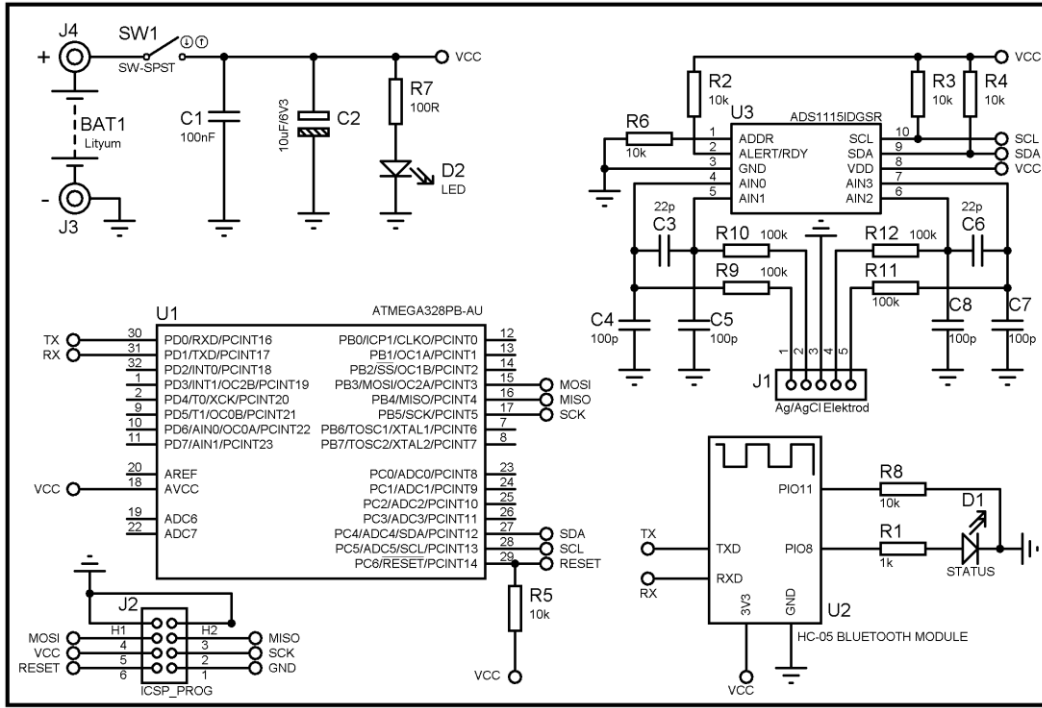 J4
SW1
+
SW-SPST
VCC
BAT1
Lityum
C1
100nF
10uF/6V3
C2
R7
100R
D2
LED
-
J3
VCC
R2
10k
R3
10k
R4
10k
U3
ADS1115IDGSR
R6
10k
1 ADDR SCL 10 SCL
2 ALERT/RDY SDA 9 SDA
3 GND VDD 8 VCC
4 AIN0 AIN3 7
5 AIN1 AIN2 6
22p
C3
22p
C6
R10 100k
R12 100k
R9 100k
R11 100k
C4 100p
C5 100p
C8 100p
C7 100p
1 2 3 4 5
J1
Ag/AgCl Elektrod
U1
ATMEGA328PB-AU
TX 30 PD0/RXD/PCINT16 PB0/ICP1/CLKO/PCINT0 12
RX 31 PD1/TXD/PCINT17 PB1/OC1A/PCINT1 13
32 PD2/INT0/PCINT18 PB2/SS/OC1B/PCINT2 14
1 PD3/INT1/OC2B/PCINT19 PB3/MOSI/OC2A/PCINT3 15 MOSI
2 PD4/T0/XCK/PCINT20 PB4/MISO/PCINT4 16 MISO
9 PD5/T1/OC0B/PCINT21 PB5/SCK/PCINT5 17 SCK
10 PD6/AIN0/OC0A/PCINT22 PB6/TOSC1/XTAL1/PCINT6 7
11 PD7/AIN1/PCINT23 PB7/TOSC2/XTAL2/PCINT7 8
20 AREF PC0/ADC0/PCINT8 23
VCC 18 AVCC PC1/ADC1/PCINT9 24
PC2/ADC2/PCINT10 25
19 ADC6 PC3/ADC3/PCINT11 26
22 ADC7 PC4/ADC4/SDA/PCINT12 27 SDA
PC5/ADC5/SCL/PCINT13 28 SCL
PC6/RESET/PCINT14 29 RESET
R5
10k
VCC
J2
MOSI H1 H2 MISO
VCC 4 3 SCK
RESET 5 2 GND
6 1
ICSP_PROG
PIO11
R8
10k
D1
TX TXD PIO8
R1
1k
STATUS
RX RXD
3V3
GND
U2
HC-05 BLUETOOTH MODULE
VCC